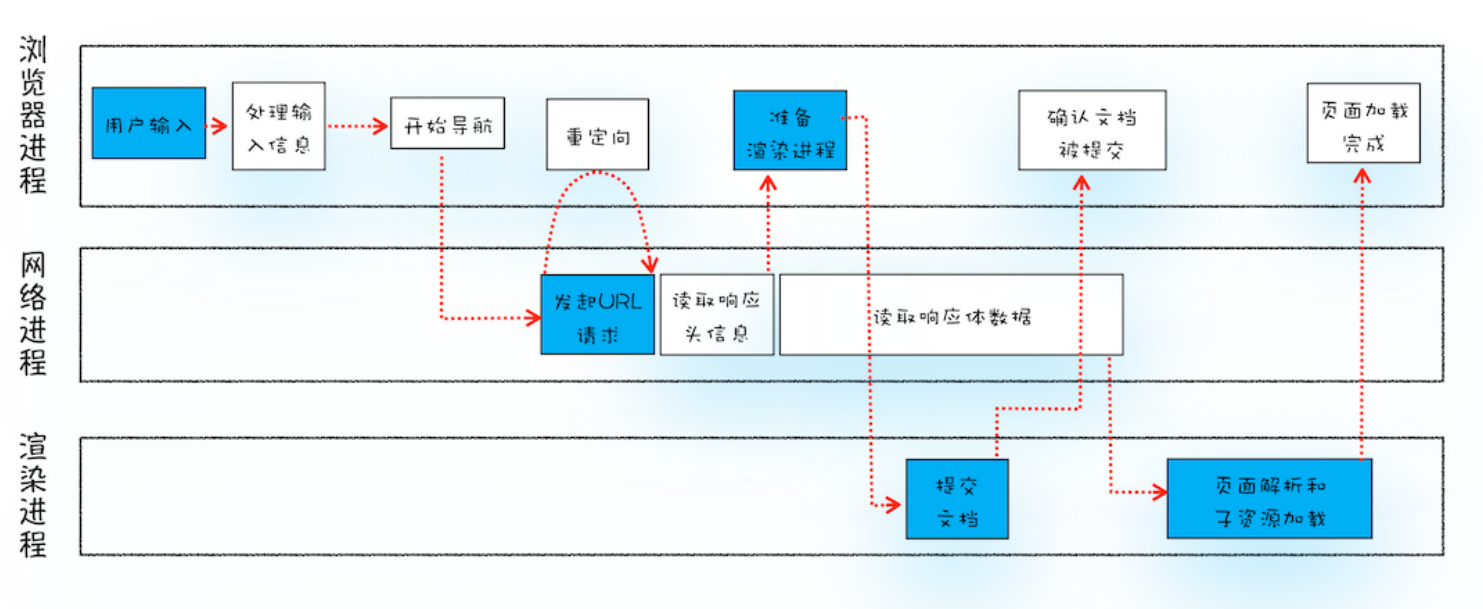 浏览器进程
用户输入
处理输
入信息
开始导航
重定向
准备
渲染进程
确认文档
被提交
页面加载
完成
网络进程
发起URL
请求
读取响应
头信息
读取响应体数据
渲染进程
提交
文档
页面解析和
子资源加载